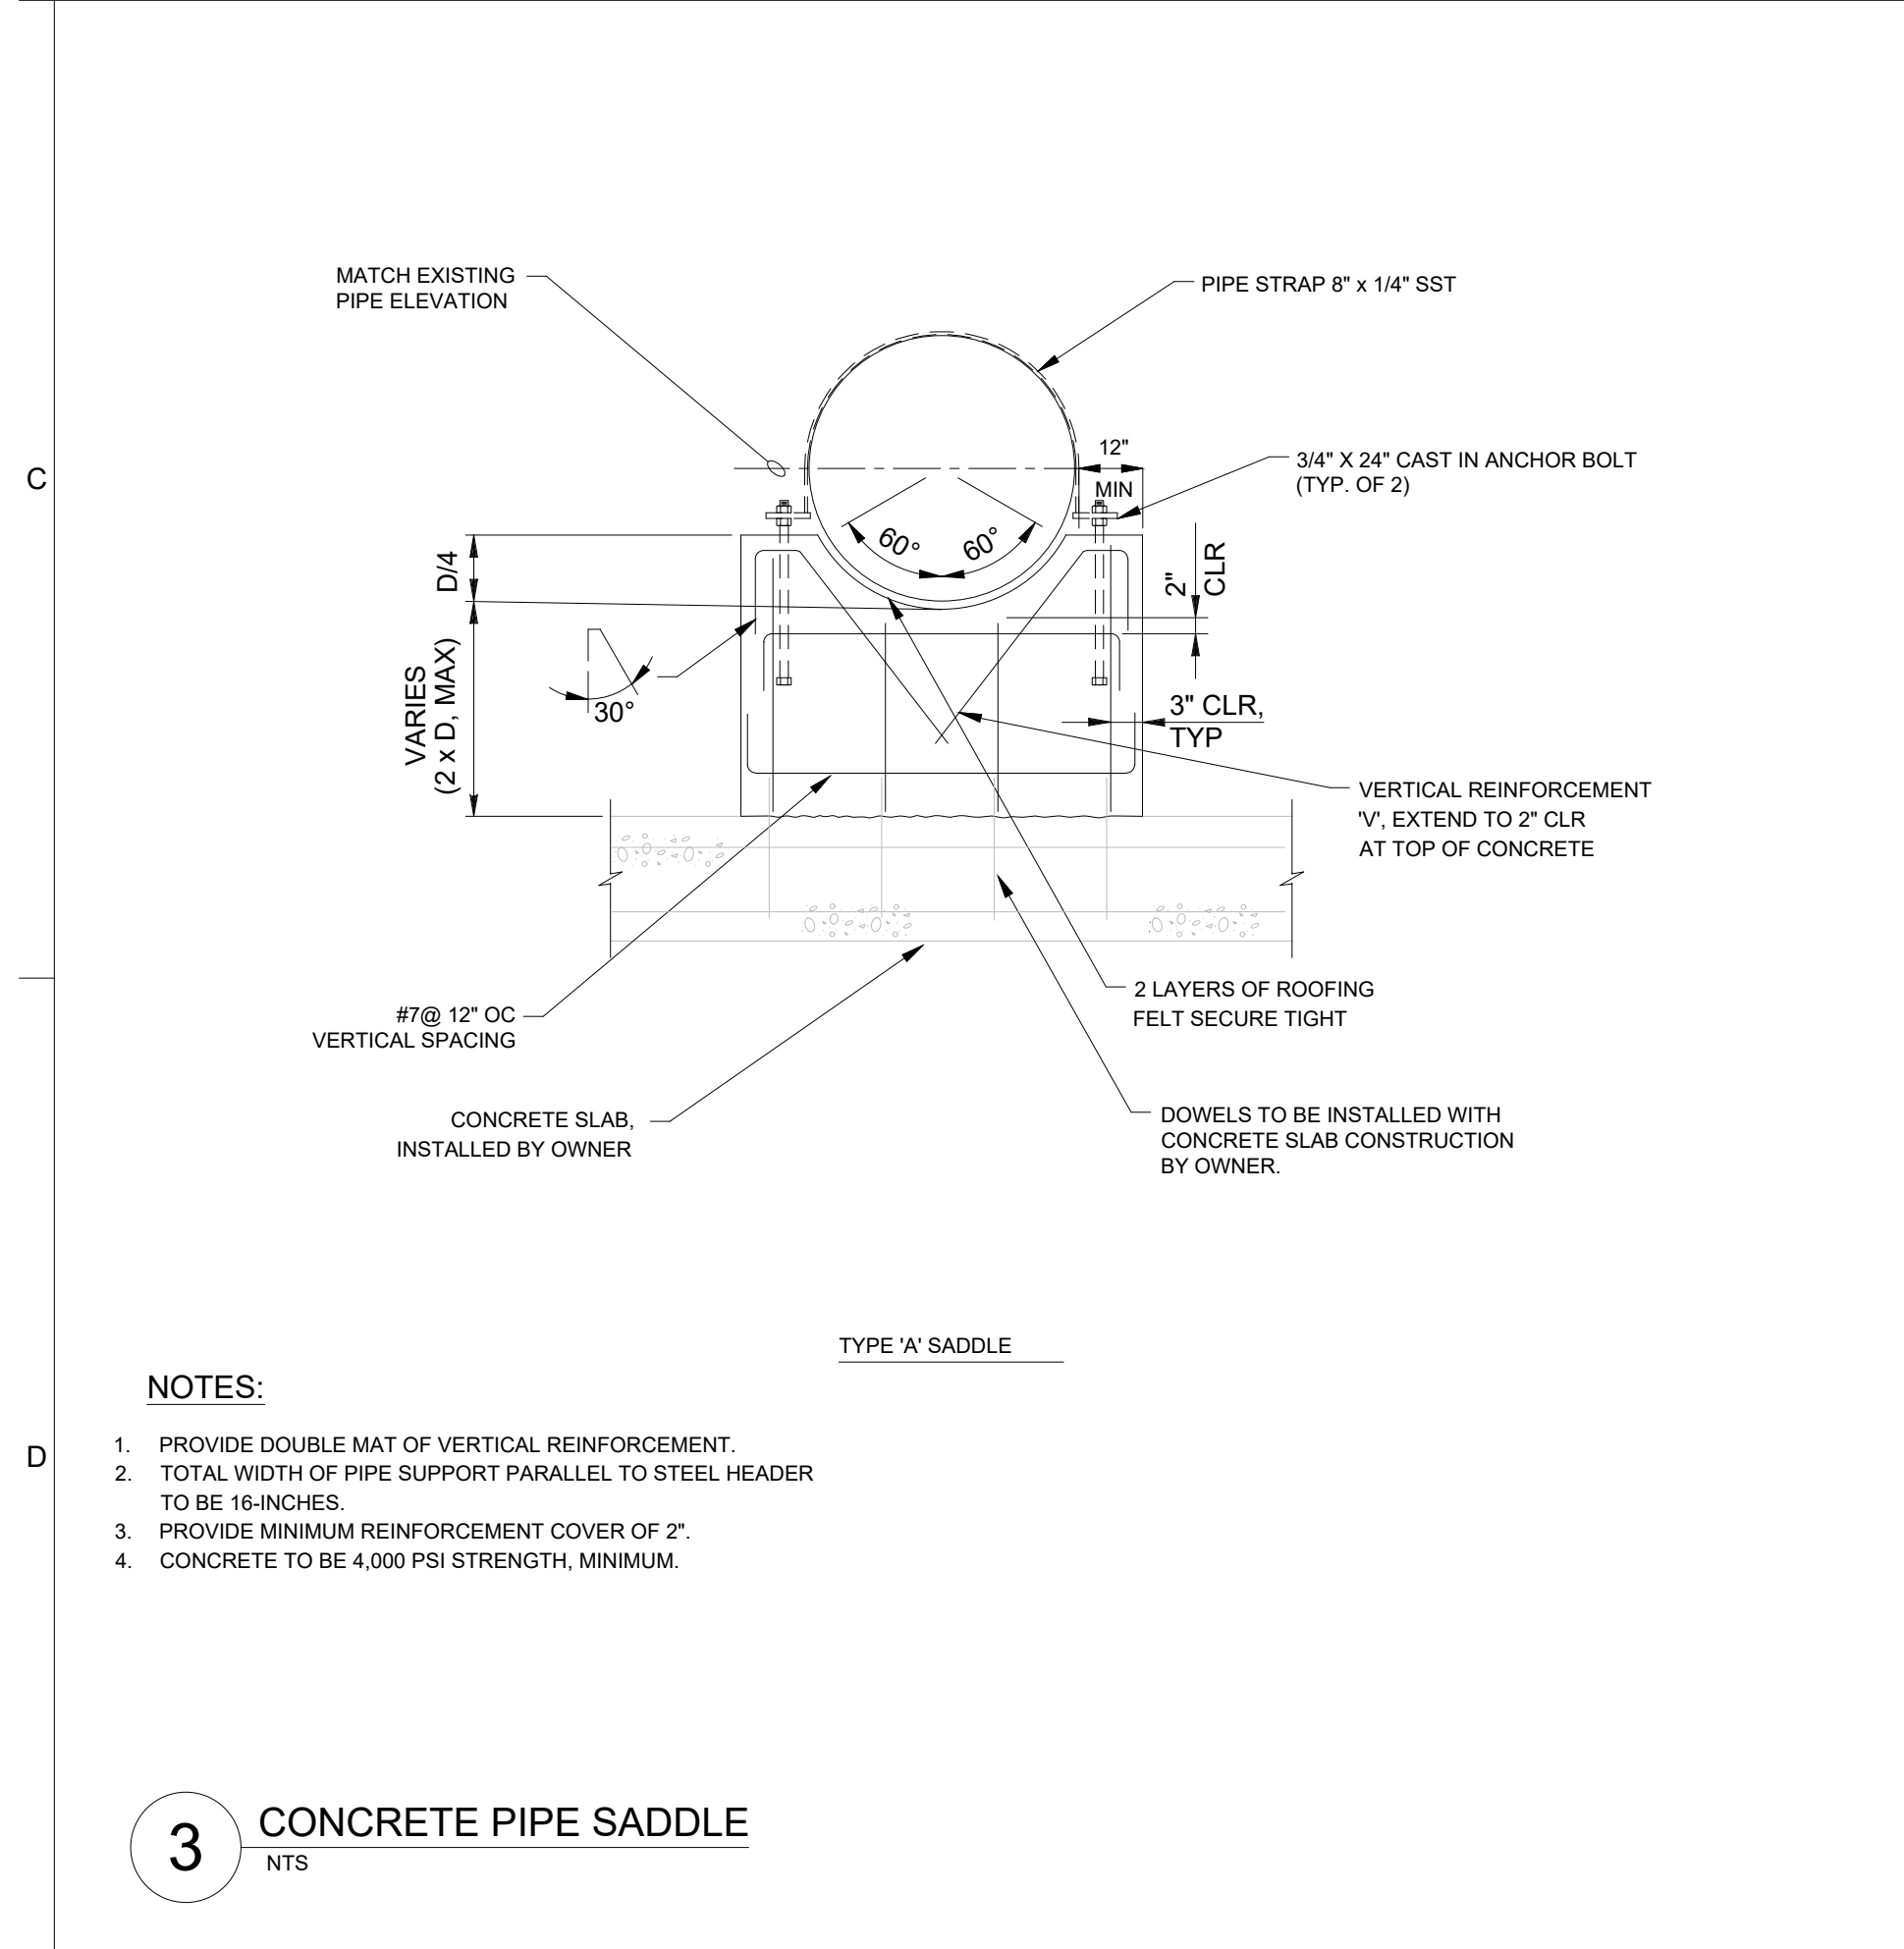 MATCH EXISTING
PIPE ELEVATION
PIPE STRAP 8" x 1/4" SST
12"
MIN
C
3/4" X 24" CAST IN ANCHOR BOLT
(TYP. OF 2)
60°
60°
D/4
2"
CLR
VARIES
(2 x D, MAX)
30°
3" CLR,
TYP
VERTICAL REINFORCEMENT
'V', EXTEND TO 2" CLR
AT TOP OF CONCRETE
2 LAYERS OF ROOFING
FELT SECURE TIGHT
#7@ 12" OC
VERTICAL SPACING
CONCRETE SLAB,
INSTALLED BY OWNER
DOWELS TO BE INSTALLED WITH
CONCRETE SLAB CONSTRUCTION
BY OWNER.
TYPE 'A' SADDLE
NOTES:
D
1. PROVIDE DOUBLE MAT OF VERTICAL REINFORCEMENT.
2. TOTAL WIDTH OF PIPE SUPPORT PARALLEL TO STEEL HEADER
TO BE 16-INCHES.
3. PROVIDE MINIMUM REINFORCEMENT COVER OF 2".
4. CONCRETE TO BE 4,000 PSI STRENGTH, MINIMUM.
3
CONCRETE PIPE SADDLE
NTS